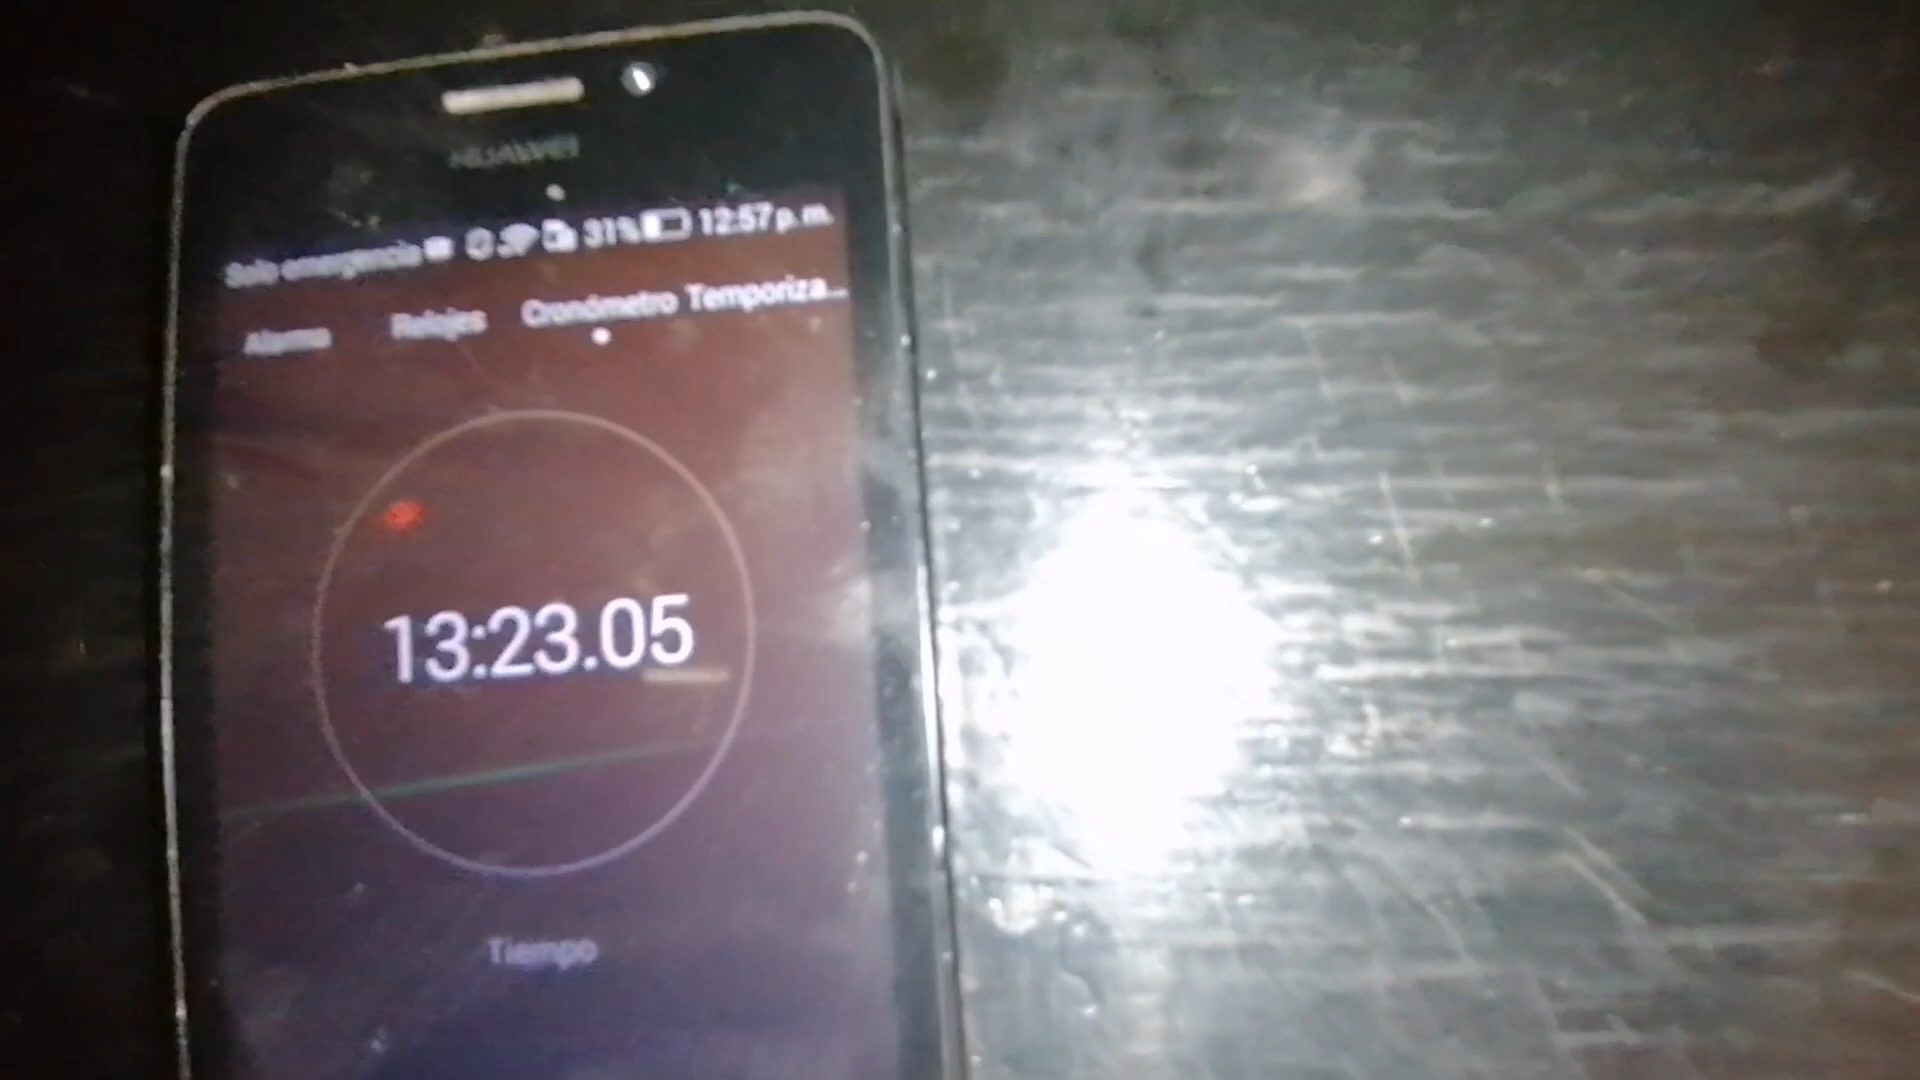 HUAWEI
Solo emergencia 31% 12:57 p. m.
Alarma Relojes Cronómetro Temporiza...
13:23.05
Tiempo